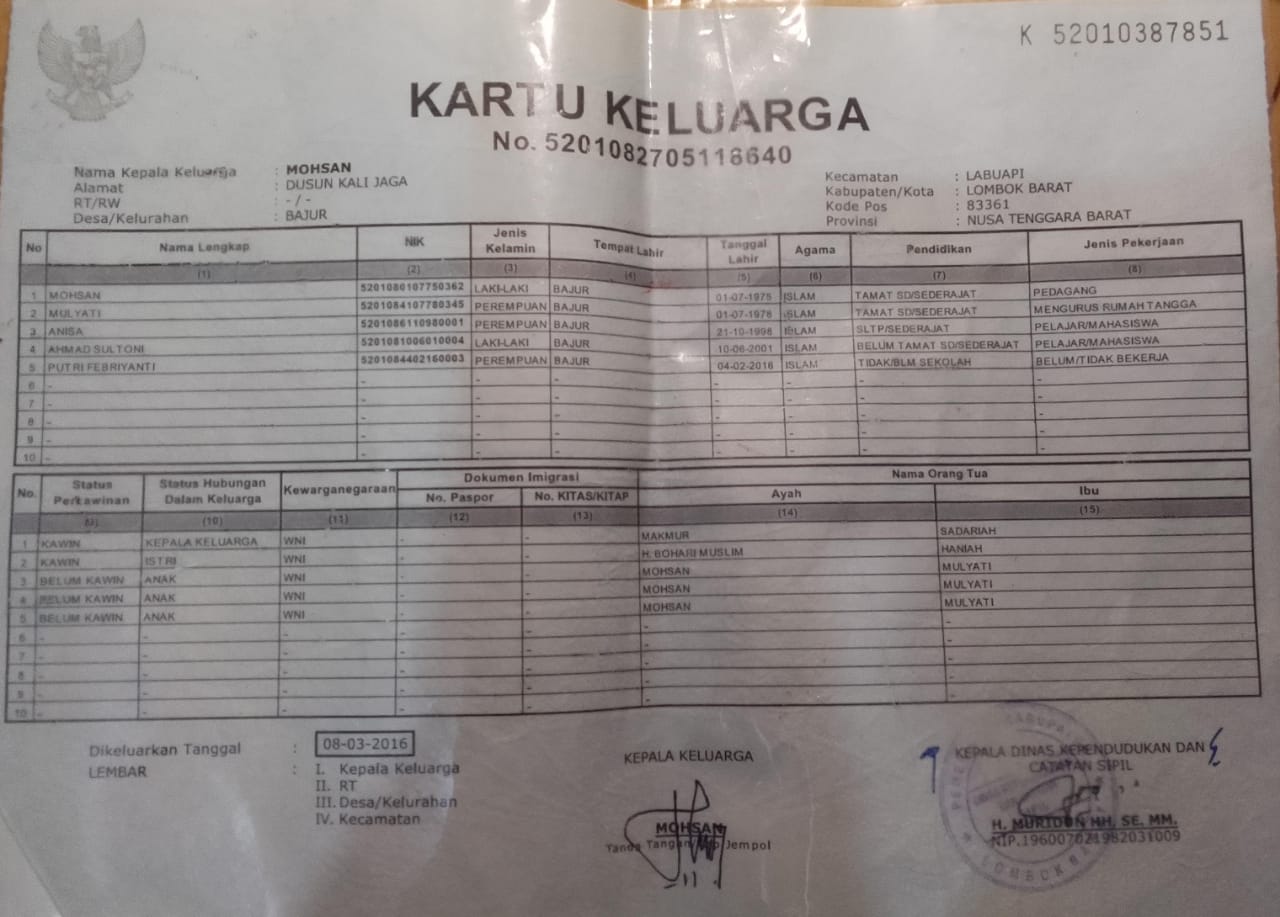 K 52010387851
KARTU KELUARGA
No. 5201082705118640
Nama Kepala Keluarga : MOHSAN
Alamat : DUSUN KALI JAGA
RT/RW : - / -
Desa/Kelurahan : BAJUR
Kecamatan : LABUAPI
Kabupaten/Kota : LOMBOK BARAT
Kode Pos : 83361
Provinsi : NUSA TENGGARA BARAT
No Nama Lengkap NIK Jenis Kelamin Tempat Lahir Tanggal Lahir Agama Pendidikan Jenis Pekerjaan
(1) (2) (3) (4) (5) (6) (7) (8)
1 MOHSAN 5201080107750362 LAKI-LAKI BAJUR 01-07-1975 ISLAM TAMAT SD/SEDERAJAT PEDAGANG
2 MULYATI 5201084107780345 PEREMPUAN BAJUR 01-07-1978 ISLAM TAMAT SD/SEDERAJAT MENGURUS RUMAH TANGGA
3 ANISA 5201086110980001 PEREMPUAN BAJUR 21-10-1998 ISLAM SLTP/SEDERAJAT PELAJAR/MAHASISWA
4 AHMAD SULTONI 5201081006010004 LAKI-LAKI BAJUR 10-06-2001 ISLAM BELUM TAMAT SD/SEDERAJAT PELAJAR/MAHASISWA
5 PUTRI FEBRIYANTI 5201084402160003 PEREMPUAN BAJUR 04-02-2016 ISLAM TIDAK/BLM SEKOLAH BELUM/TIDAK BEKERJA
6 - - - - - - - -
7 - - - - - - - -
8 - - - - - - - -
9 - - - - - - - -
10 - - - - - - - -
No. Status Perkawinan Status Hubungan Dalam Keluarga Kewarganegaraan Dokumen Imigrasi Nama Orang Tua
No. Paspor No. KITAS/KITAP Ayah Ibu
(9) (10) (11) (12) (13) (14) (15)
1 KAWIN KEPALA KELUARGA WNI - - MAKMUR SADARIAH
2 KAWIN ISTRI WNI - - H. BOHARI MUSLIM HANIAH
3 BELUM KAWIN ANAK WNI - - MOHSAN MULYATI
4 BELUM KAWIN ANAK WNI - - MOHSAN MULYATI
5 BELUM KAWIN ANAK WNI - - MOHSAN MULYATI
6 - - - - - - -
7 - - - - - - -
8 - - - - - - -
9 - - - - - - -
10 - - - - - - -
Dikeluarkan Tanggal : 08-03-2016
LEMBAR : I. Kepala Keluarga
II. RT
III. Desa/Kelurahan
IV. Kecamatan
KEPALA KELUARGA
MOHSAN
Tanda Tangan/Cap Jempol
KEPALA DINAS KEPENDUDUKAN DAN
CATATAN SIPIL
H. MURIDUN HH, SE. MM.
NIP.196007021982031009
LOMBOK